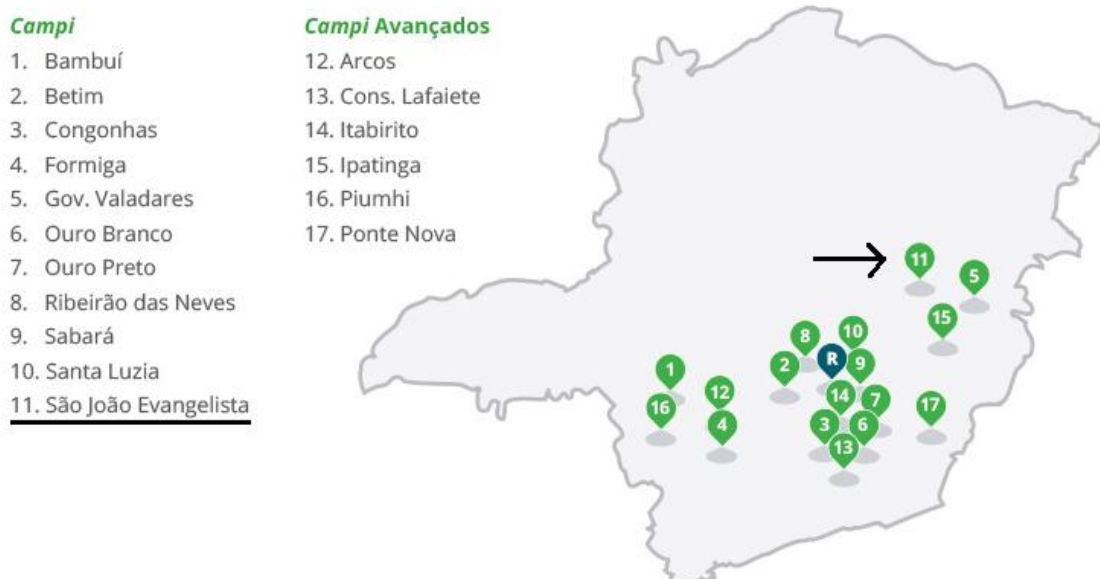 Campi
1. Bambuí
2. Betim
3. Congonhas
4. Formiga
5. Gov. Valadares
6. Ouro Branco
7. Ouro Preto
8. Ribeirão das Neves
9. Sabará
10. Santa Luzia
11. São João Evangelista
Campi Avançados
12. Arcos
13. Cons. Lafaiete
14. Itabirito
15. Ipatinga
16. Piumhi
17. Ponte Nova
11
5
15
10
8
R
9
2
1
12
14
7
16
17
4
3
6
13